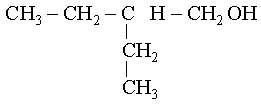 CH₃ – CH₂ – C H – CH₂ OH
CH₂
CH₃